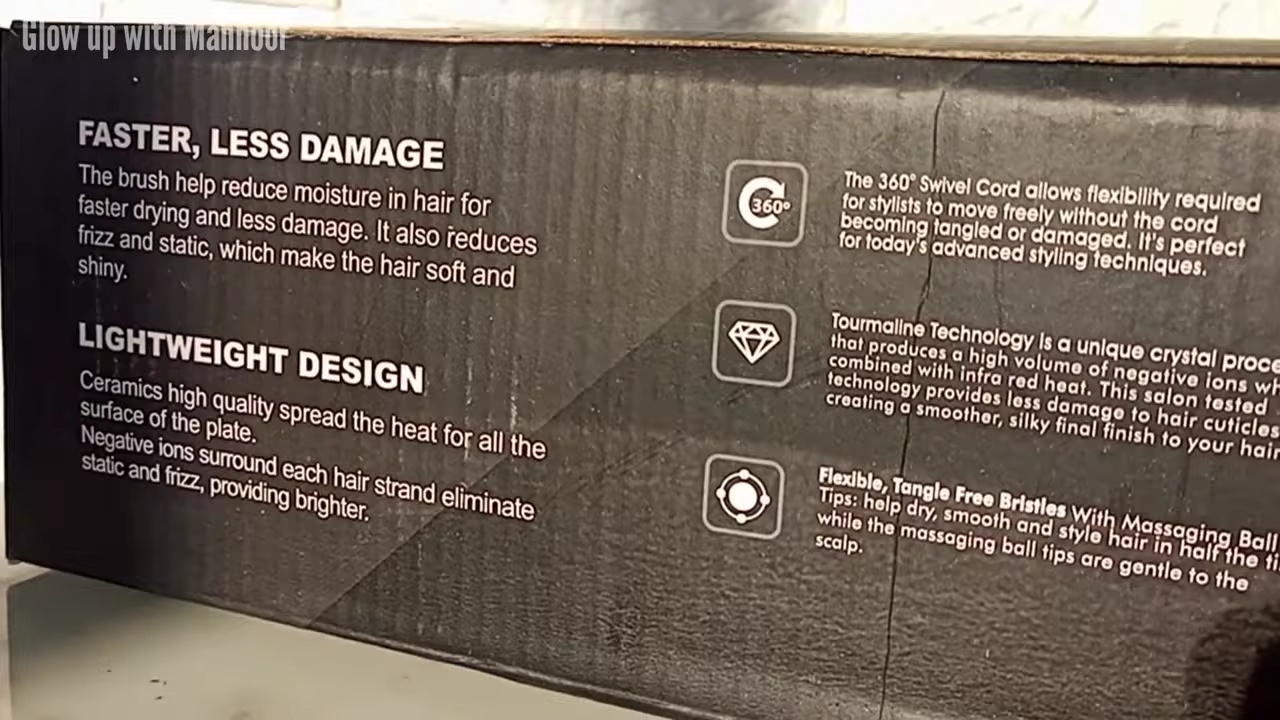 Glow up with Mahnoor
FASTER, LESS DAMAGE
The brush help reduce moisture in hair for
faster drying and less damage. It also reduces
frizz and static, which make the hair soft and
shiny.
LIGHTWEIGHT DESIGN
Ceramics high quality spread the heat for all the
surface of the plate.
Negative ions surround each hair strand eliminate
static and frizz, providing brighter.
360°
The 360° Swivel Cord allows flexibility required
for stylists to move freely without the cord
becoming tangled or damaged. It's perfect
for today's advanced styling techniques.
Tourmaline Technology is a unique crystal proce
that produces a high volume of negative ions wh
combined with infra red heat. This salon tested
technology provides less damage to hair cuticles
creating a smoother, silky final finish to your hair
Flexible, Tangle Free Bristles With Massaging Ball
Tips: help dry, smooth and style hair in half the ti
while the massaging ball tips are gentle to the
scalp.